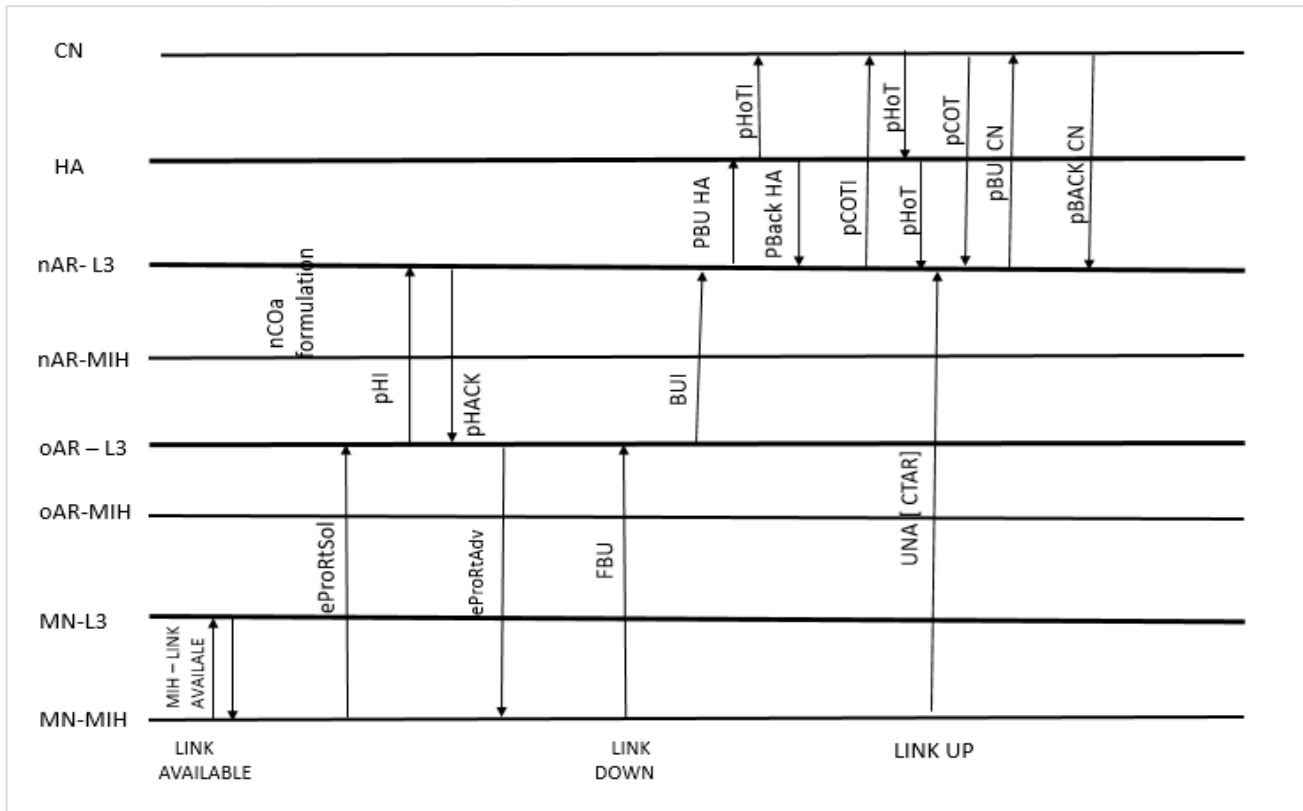 CN
HA
nAR- L3
nAR-MIH
oAR – L3
oAR-MIH
MN-L3
MN-MIH
MIH – LINK
AVAILALE
eProRtSol
nCOa
formulation
pHI
pHACK
eProRtAdv
FBU
BUI
PBU HA
pHoTI
PBack HA
pCOTI
pHoT
pHoT
UNA [ CTAR]
pCOT
pBU CN
pBACK CN
LINK
AVAILABLE
LINK
DOWN
LINK UP